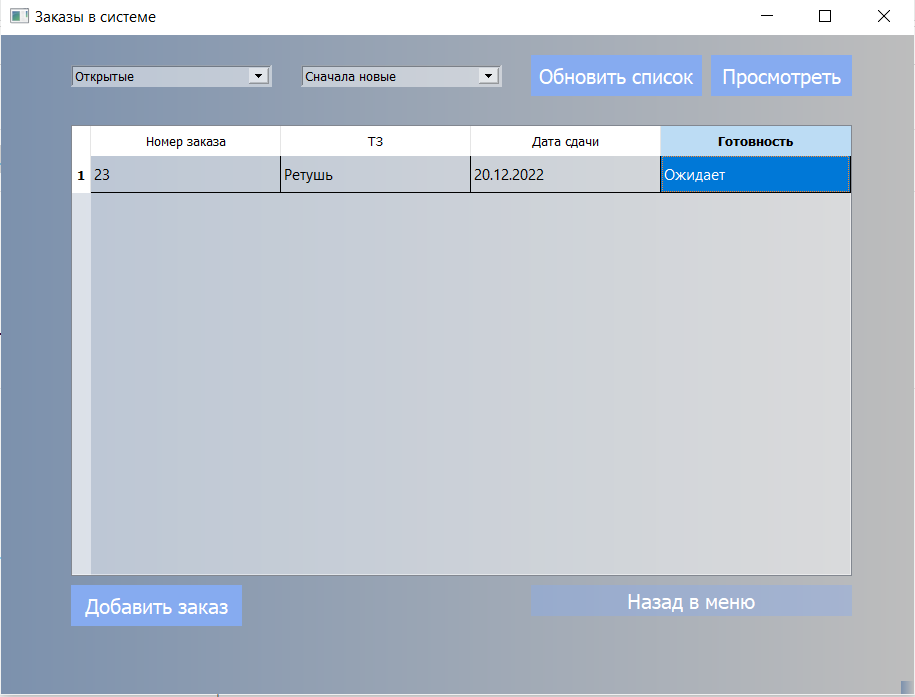 Заказы в системе
Открытые Сначала новые Обновить список Просмотреть
Номер заказа ТЗ Дата сдачи Готовность
1 23 Ретушь 20.12.2022 Ожидает
Добавить заказ Назад в меню